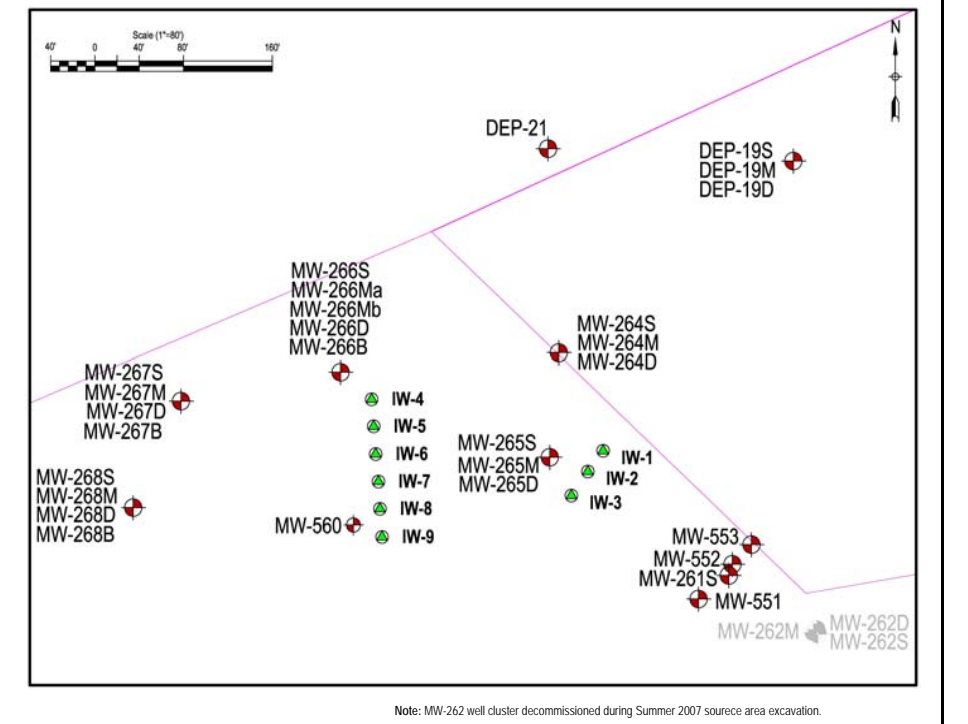 Scale (1"=80')
40' 0 40' 80' 160'
N
DEP-21
DEP-19S
DEP-19M
DEP-19D
MW-266S
MW-266Ma
MW-266Mb
MW-266D
MW-266B
MW-264S
MW-264M
MW-264D
MW-267S
MW-267M
MW-267D
MW-267B
IW-4
IW-5
IW-6
IW-7
IW-8
IW-9
MW-265S
MW-265M
MW-265D
IW-1
IW-2
IW-3
MW-268S
MW-268M
MW-268D
MW-268B
MW-560
MW-553
MW-552
MW-261S
MW-551
MW-262M
MW-262D
MW-262S
Note: MW-262 well cluster decommissioned during Summer 2007 sourece area excavation.